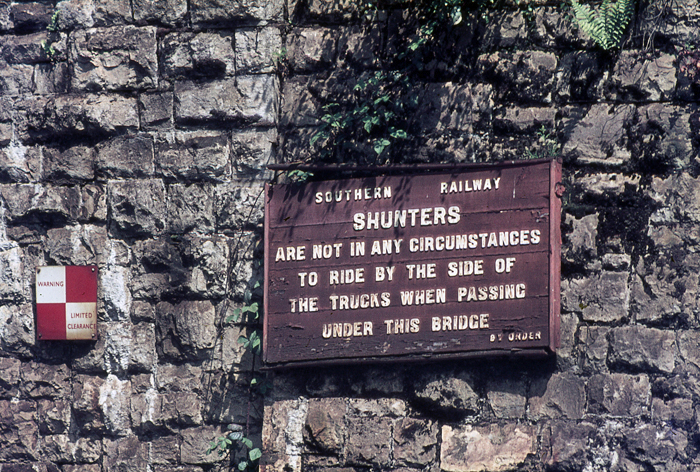 SOUTHERN RAILWAY
SHUNTERS
ARE NOT IN ANY CIRCUMSTANCES
TO RIDE BY THE SIDE OF
THE TRUCKS WHEN PASSING
UNDER THIS BRIDGE
BY ORDER
WARNING
LIMITED
CLEARANCE